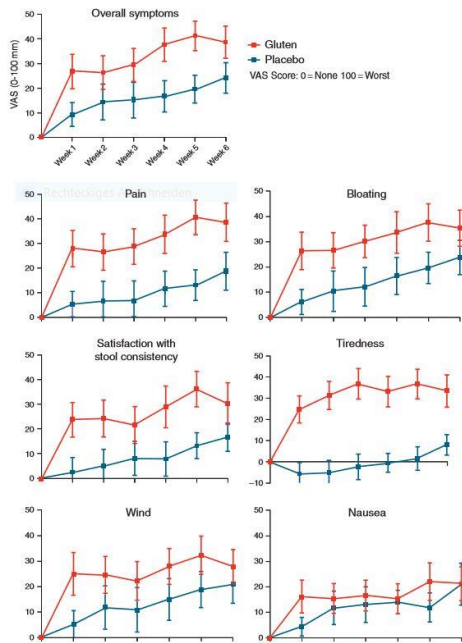 Overall symptoms
50
40
30
20
10
0
VAS (0-100 mm)
Week 1
Week 2
Week 3
Week 4
Week 5
Week 6
Gluten
Placebo
VAS Score: 0 = None 100 = Worst
Pain
50
40
30
20
10
0
Bloating
50
40
30
20
10
0
Satisfaction with
stool consistency
50
40
30
20
10
0
Tiredness
50
40
30
20
10
0
–10
Wind
50
40
30
20
10
0
Nausea
50
40
30
20
10
0